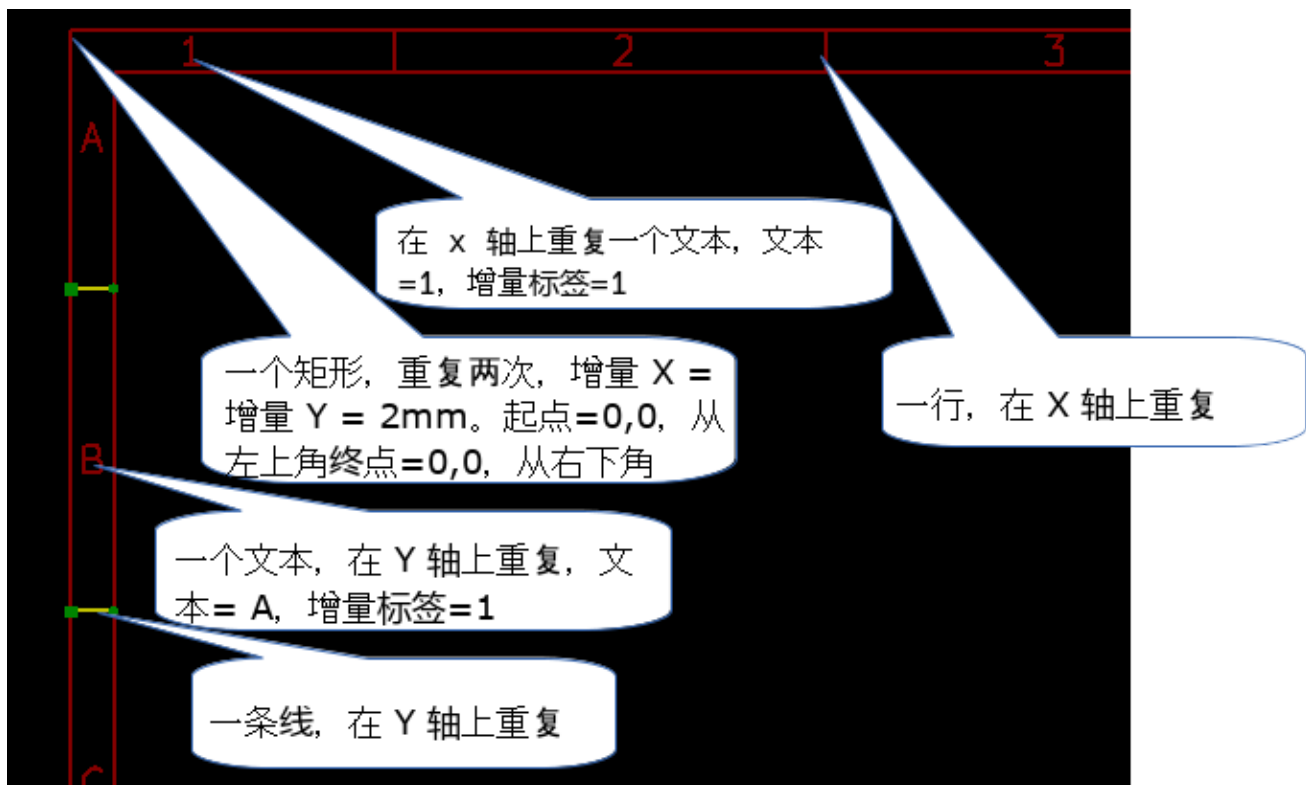 1 2 3
A
在 x 轴上重复一个文本，文本
=1，增量标签=1
一个矩形，重复两次，增量 X =
增量 Y = 2mm。起点=0,0，从
左上角终点=0,0，从右下角
一行，在 X 轴上重复
B
一个文本，在 Y 轴上重复，文
本= A，增量标签=1
一条线，在 Y 轴上重复
C